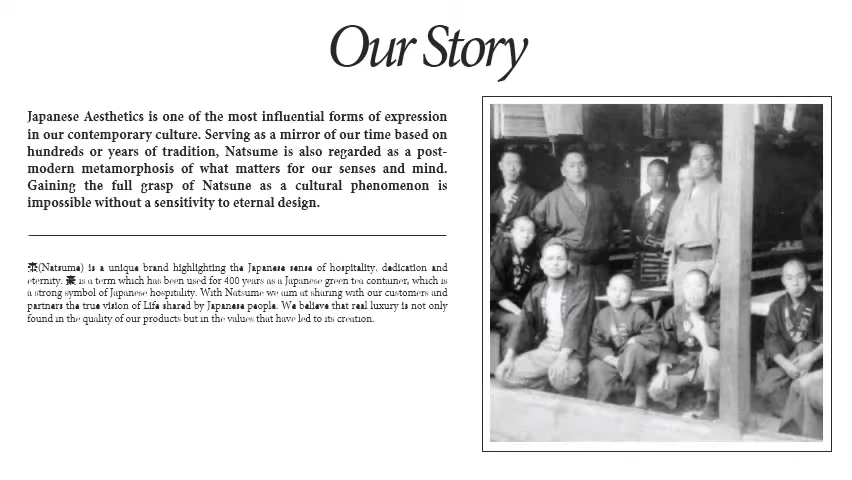 Our Story
Japanese Aesthetics is one of the most influential forms of expression
in our contemporary culture. Serving as a mirror of our time based on
hundreds or years of tradition, Natsume is also regarded as a post-
modern metamorphosis of what matters for our senses and mind.
Gaining the full grasp of Natsune as a cultural phenomenon is
impossible without a sensitivity to eternal design.
棗(Natsume) is a unique brand highlighting the Japanese sense of hospitality, dedication and
eternity. 棗 is a term which has been used for 400 years as a Japanese green tea container, which is
a strong symbol of Japanese hospitality. With Natsume we aim at sharing with our customers and
partners the true vision of Life shared by Japanese people. We believe that real luxury is not only
found in the quality of our products but in the values that have led to its creation.